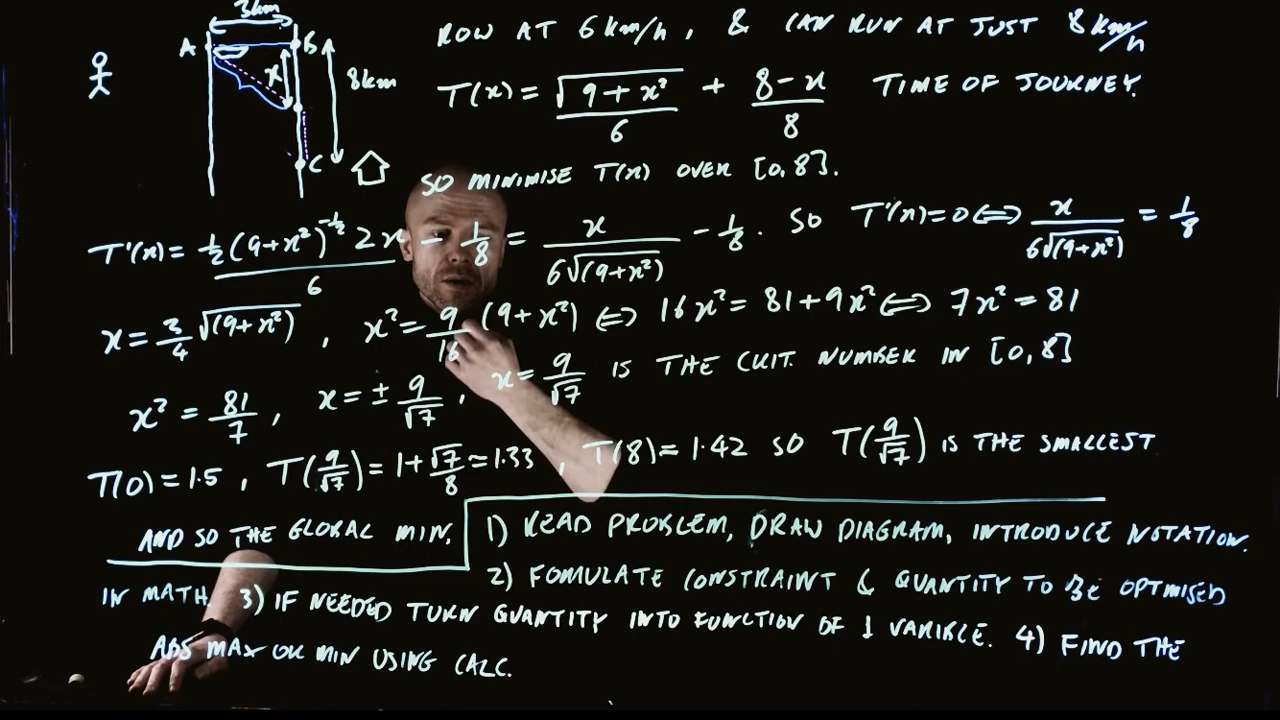 3km
A
B
x
8km
C
ROW AT 6 km/h, & CAN RUN AT JUST 8 km/h
T(x) = √(9+x²)/6 + (8-x)/8 TIME OF JOURNEY.
SO MINIMISE T(x) OVER [0,8].
T'(x) = ½(9+x²)^(-½) 2x/6 - 1/8 = x/(6√(9+x²)) - 1/8. SO T'(x)=0 ⇔ x/(6√(9+x²)) = 1/8
x = 3/4 √(9+x²), x² = 9/16 (9+x²) ⇔ 16x² = 81+9x² ⇔ 7x² = 81
x² = 81/7, x = ± 9/√7, x = 9/√7 IS THE CRIT. NUMBER IN [0,8]
T(0) = 1.5, T(9/√7) = 1+√7/8 ≃ 1.33, T(8) = 1.42 SO T(9/√7) IS THE SMALLEST
AND SO THE GLOBAL MIN.
1) READ PROBLEM, DRAW DIAGRAM, INTRODUCE NOTATION.
2) FOMULATE CONSTRAINT & QUANTITY TO BE OPTMISED
IN MATH. 3) IF NEEDED TURN QUANTITY INTO FUNCTION OF 1 VARIABLE. 4) FIND THE
ABS MAX OR MIN USING CALC.